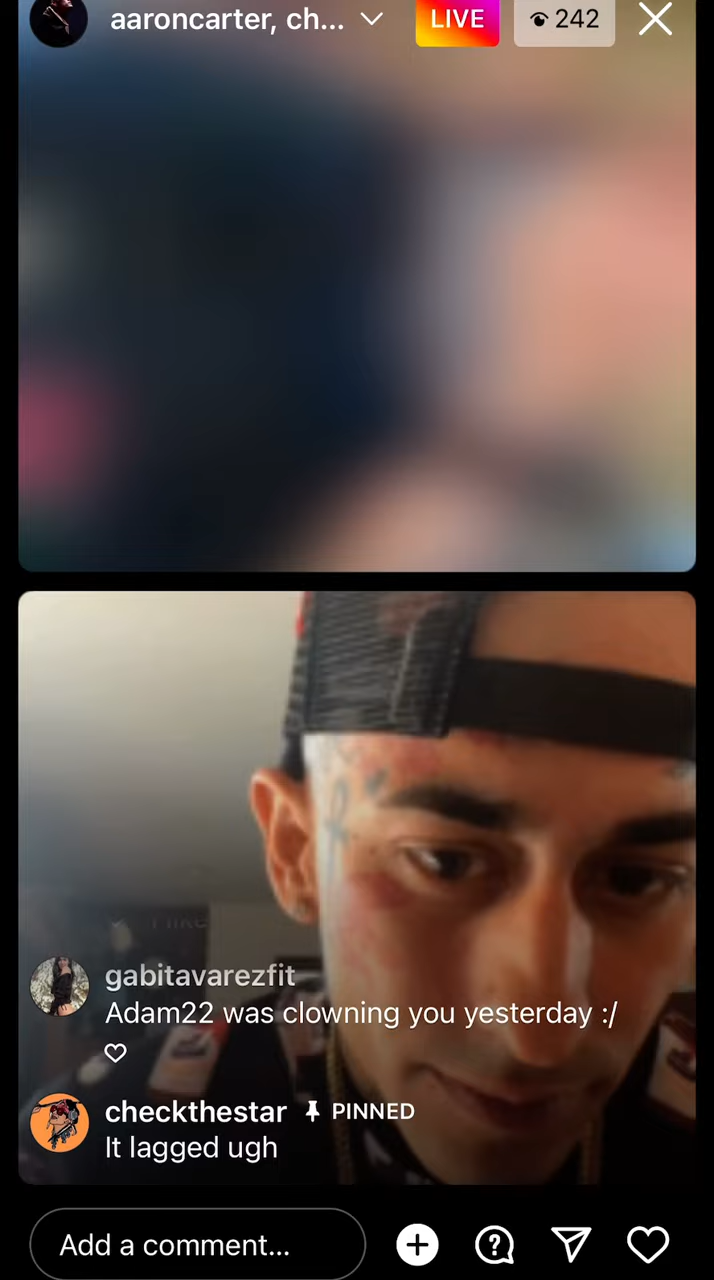 aaroncarter, ch...
LIVE
242
gabitavarezfit
Adam22 was clowning you yesterday :/
checkthestar PINNED
It lagged ugh
Add a comment...